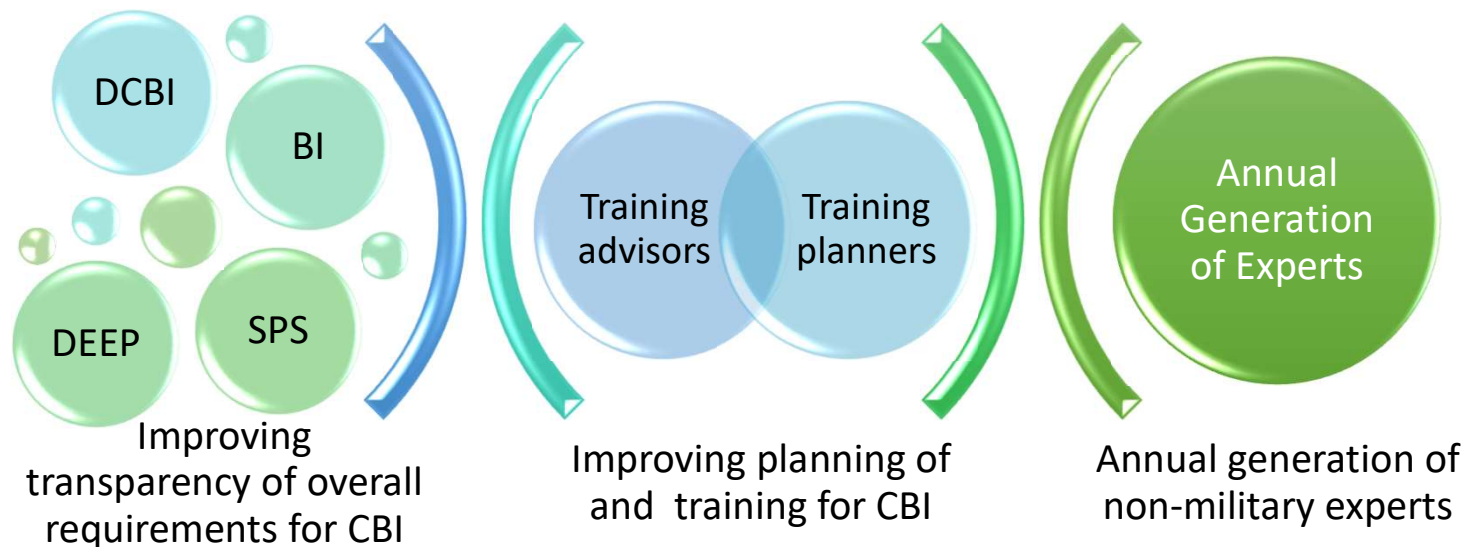 DCBI
BI
DEEP
SPS
Improving
transparency of overall
requirements for CBI
Training
advisors
Training
planners
Improving planning of
and training for CBI
Annual
Generation
of Experts
Annual generation of
non-military experts